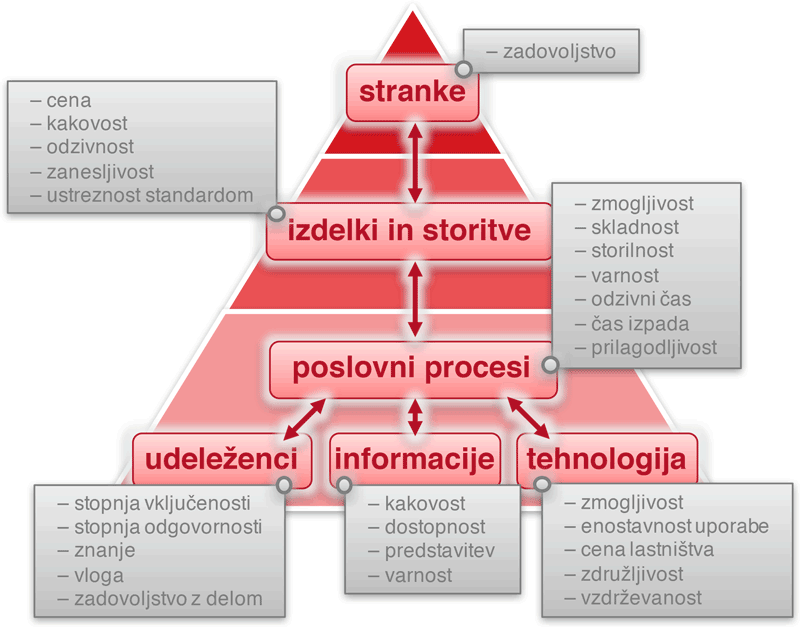 – zadovoljstvo
stranke
– cena
– kakovost
– odzivnost
– zanesljivost
– ustreznost standardom
izdelki in storitve
– zmogljivost
– skladnost
– storilnost
– varnost
– odzivni čas
– čas izpada
– prilagodljivost
poslovni procesi
udeleženci
informacije
tehnologija
– stopnja vključenosti
– stopnja odgovornosti
– znanje
– vloga
– zadovoljstvo z delom
– kakovost
– dostopnost
– predstavitev
– varnost
– zmogljivost
– enostavnost uporabe
– cena lastništva
– združljivost
– vzdrževanost